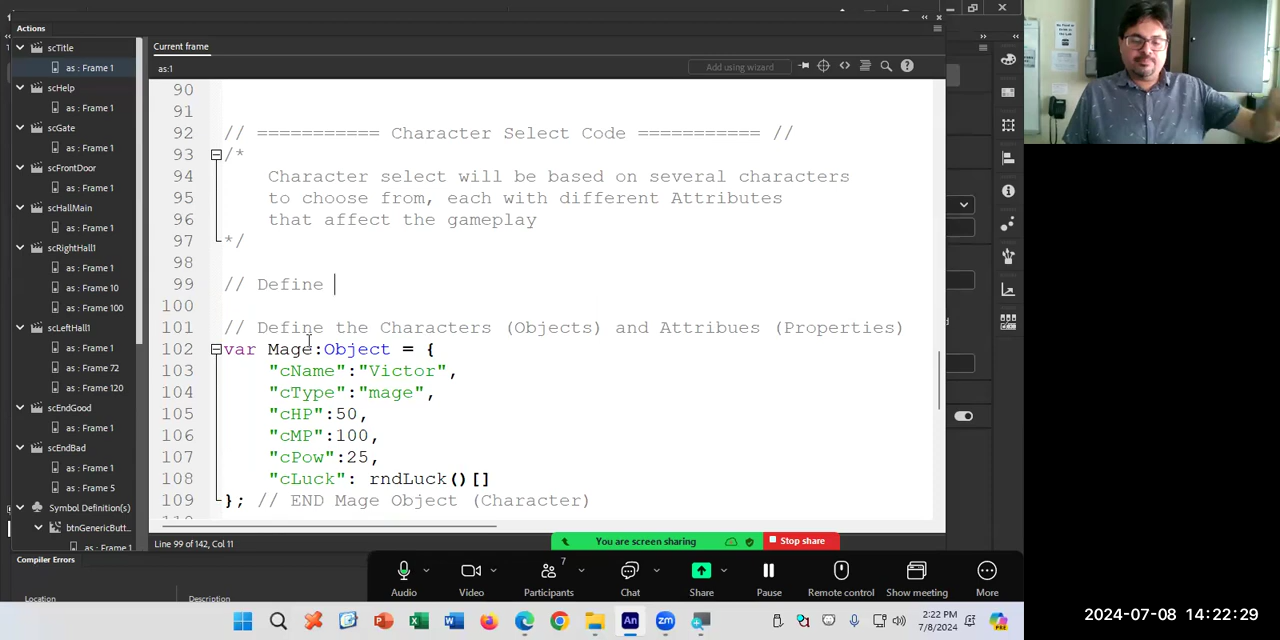 Actions
Current frame
as:1
Add using wizard
scTitle
as : Frame 1
scHelp
as : Frame 1
scGate
as : Frame 1
scFrontDoor
as : Frame 1
scHallMain
as : Frame 1
scRightHall1
as : Frame 1
as : Frame 10
as : Frame 100
scLeftHall1
as : Frame 1
as : Frame 72
as : Frame 120
scEndGood
as : Frame 1
scEndBad
as : Frame 1
as : Frame 5
Symbol Definition(s)
btnGenericButt...
as : Frame 1
90
91
92 // =========== Character Select Code =========== //
93 /*
94 Character select will be based on several characters
95 to choose from, each with different Attributes
96 that affect the gameplay
97 */
98
99 // Define
100
101 // Define the Characters (Objects) and Attribues (Properties)
102 var Mage:Object = {
103 "cName":"Victor",
104 "cType":"mage",
105 "cHP":50,
106 "cMP":100,
107 "cPow":25,
108 "cLuck": rndLuck()[]
109 }; // END Mage Object (Character)
Line 99 of 142, Col 11
You are screen sharing
Stop share
Compiler Errors
Location
Description
Audio
Video
7
Participants
Chat
Share
Pause
Remote control
Show meeting
More
2:22 PM
7/8/2024
2024-07-08 14:22:29